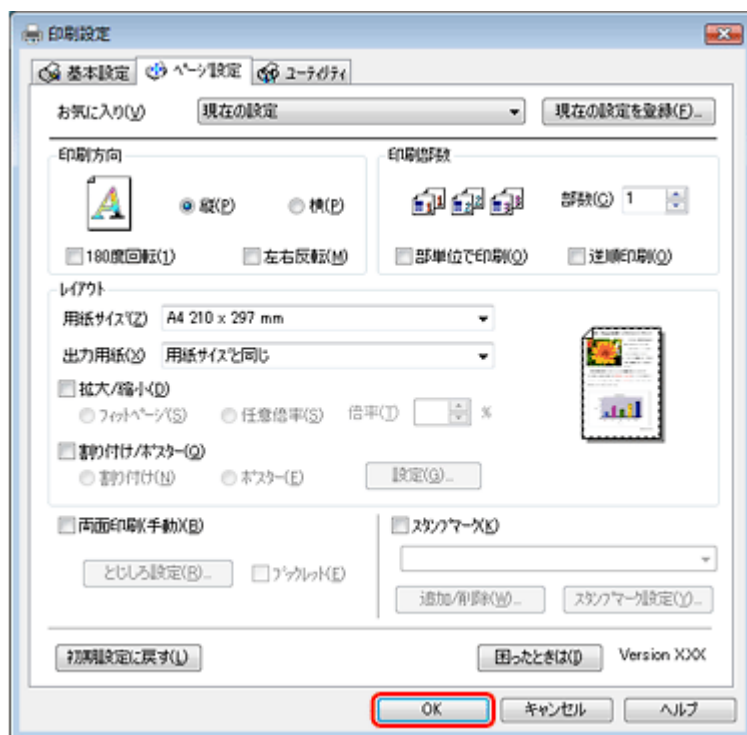 印刷設定
基本設定 ページ設定 ユーティリティ
お気に入り(V) 現在の設定 現在の設定を登録(F)...
印刷方向 印刷部数
A 縦(P) 横(P) 1 1 2 2 3 3 部数(C) 1
180度回転(1) 左右反転(M) 部単位で印刷(O) 逆順印刷(O)
レイアウト
用紙サイズ(Z) A4 210 x 297 mm
出力用紙(X) 用紙サイズと同じ
拡大/縮小(D)
フィットページ(S) 任意倍率(S) 倍率(T) %
割り付け/ポスター(Q)
割り付け(N) ポスター(E) 設定(G)...
両面印刷(手動)(B) スタンプマーク(K)
とじしろ設定(R)... ブックレット(E)
追加/削除(W)... スタンプマーク設定(Y)...
初期設定に戻す(L) 困ったときは(I) Version XXX
OK キャンセル ヘルプ